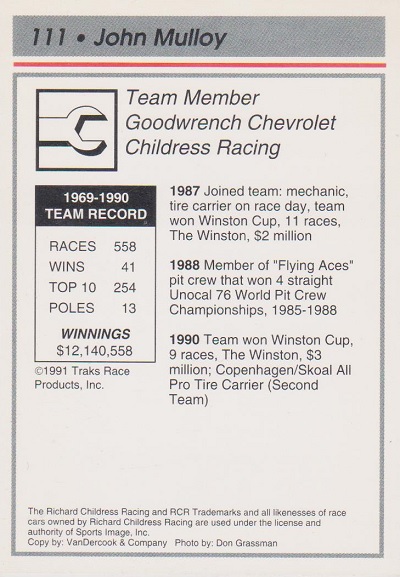 111 • John Mulloy
Team Member
Goodwrench Chevrolet
Childress Racing
1969-1990
TEAM RECORD
RACES 558
WINS 41
TOP 10 254
POLES 13
WINNINGS
$12,140,558
©1991 Traks Race
Products, Inc.
1987 Joined team: mechanic,
tire carrier on race day, team
won Winston Cup, 11 races,
The Winston, $2 million
1988 Member of "Flying Aces"
pit crew that won 4 straight
Unocal 76 World Pit Crew
Championships, 1985-1988
1990 Team won Winston Cup,
9 races, The Winston, $3
million; Copenhagen/Skoal All
Pro Tire Carrier (Second
Team)
The Richard Childress Racing and RCR Trademarks and all likenesses of race
cars owned by Richard Childress Racing are used under the license and
authority of Sports Image, Inc.
Copy by: VanDercook & Company Photo by: Don Grassman